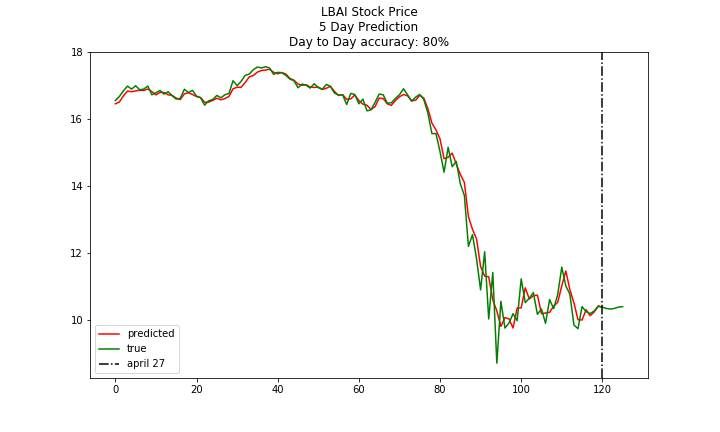 LBAI Stock Price
5 Day Prediction
Day to Day accuracy: 80%
18
16
14
12
10
predicted
true
april 27
0 20 40 60 80 100 120